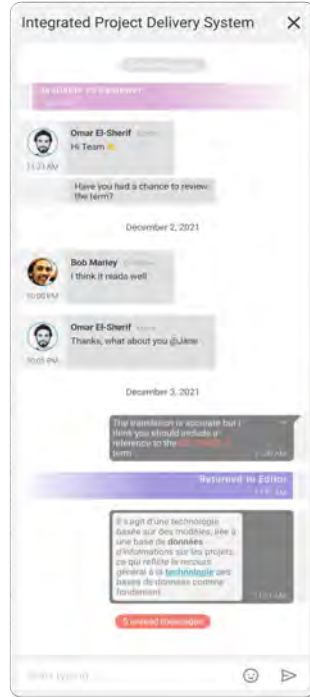 Integrated Project Delivery System
Omar El-Sherif
Hi Team
11:23 AM
Have you had a chance to review
the term?
December 2, 2021
Bob Marley
I think it reads well
10:00 PM
Omar El-Sherif
Thanks, what about you @Jane
10:05 PM
December 3, 2021
The translation is accurate but I
think you should include a
reference to the
term
Returned to Editor
Il s'agit d'une technologie
basée sur des modèles, liée à
une base de données
d'informations sur les projets,
ce qui reflète le recours
général à la technologie des
bases de données comme
fondement
5 unread messages